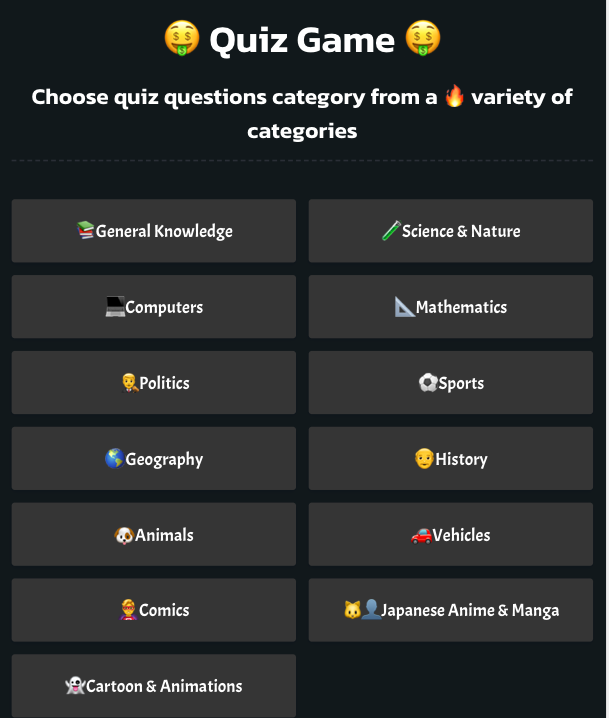 🤑 Quiz Game 🤑
Choose quiz questions category from a 🔥 variety of
categories
📚General Knowledge
🧪Science & Nature
💻Computers
📐Mathematics
Politics
⚽Sports
🌎Geography
👴History
🐶Animals
🚗Vehicles
Comics
🐱👤Japanese Anime & Manga
👻Cartoon & Animations